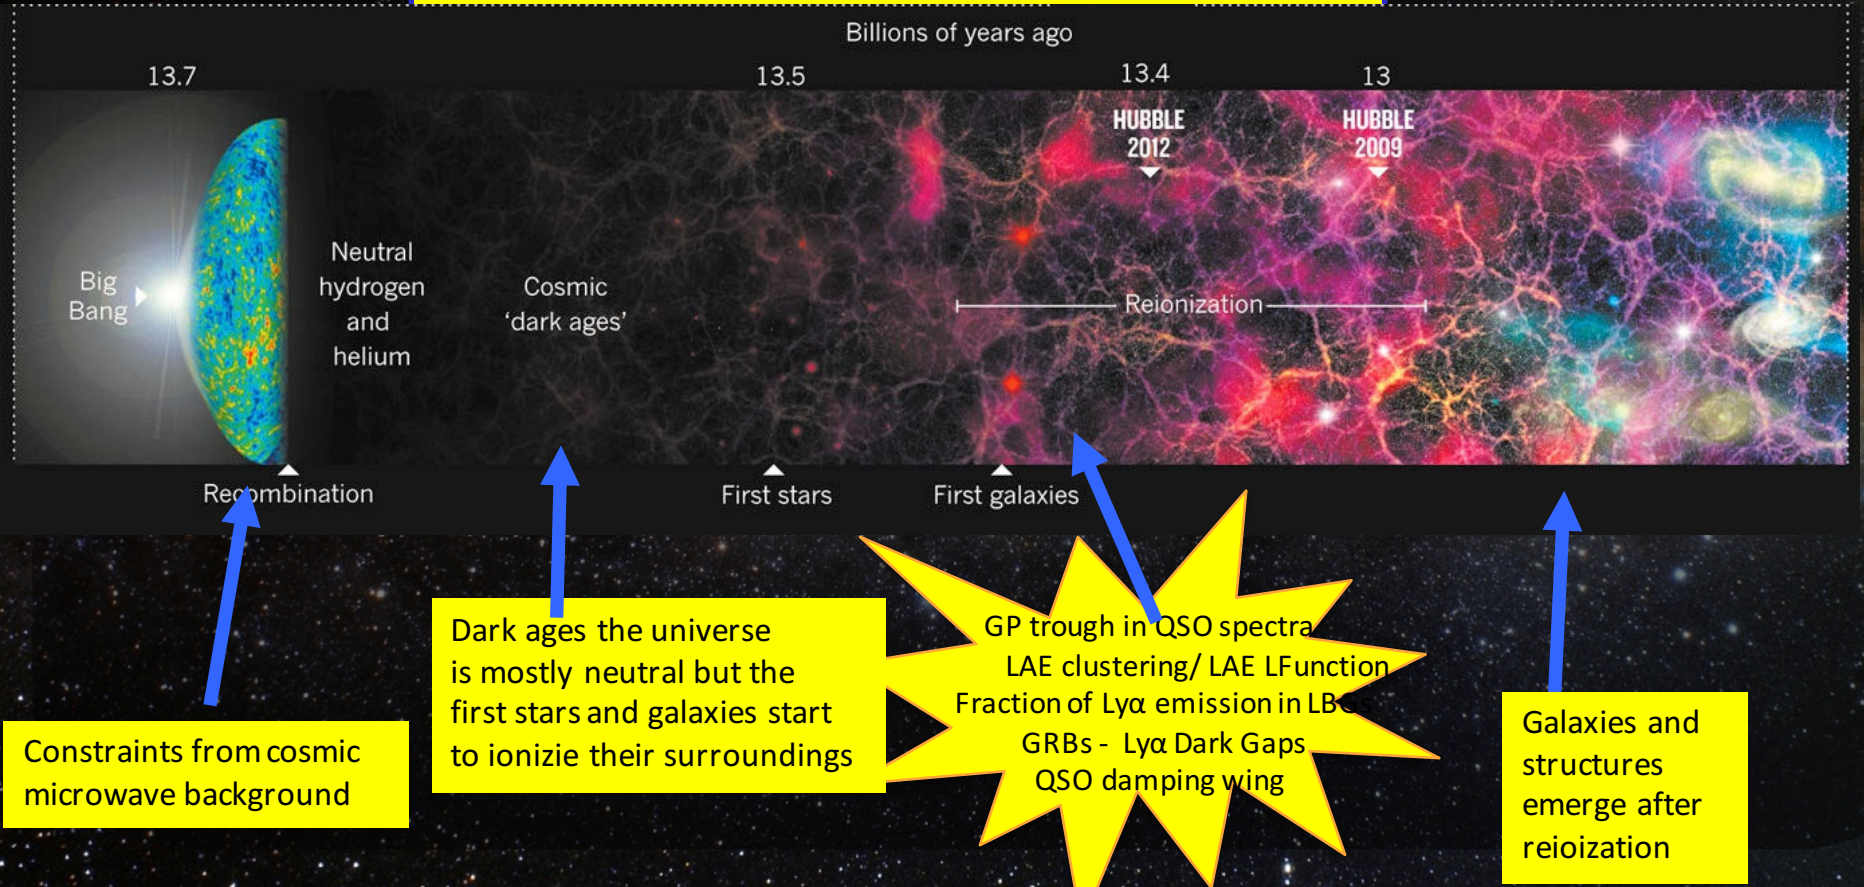 Billions of years ago
13.7
13.5
13.4
13
HUBBLE
2012
HUBBLE
2009
Big
Bang
Neutral
hydrogen
and
helium
Cosmic
‘dark ages’
Reionization
Recombination
First stars
First galaxies
Constraints from cosmic
microwave background
Dark ages the universe
is mostly neutral but the
first stars and galaxies start
to ionizie their surroundings
GP trough in QSO spectra
LAE clustering/ LAE LFunction
Fraction of Lyα emission in LBGs
GRBs - Lyα Dark Gaps
QSO damping wing
Galaxies and
structures
emerge after
reioization